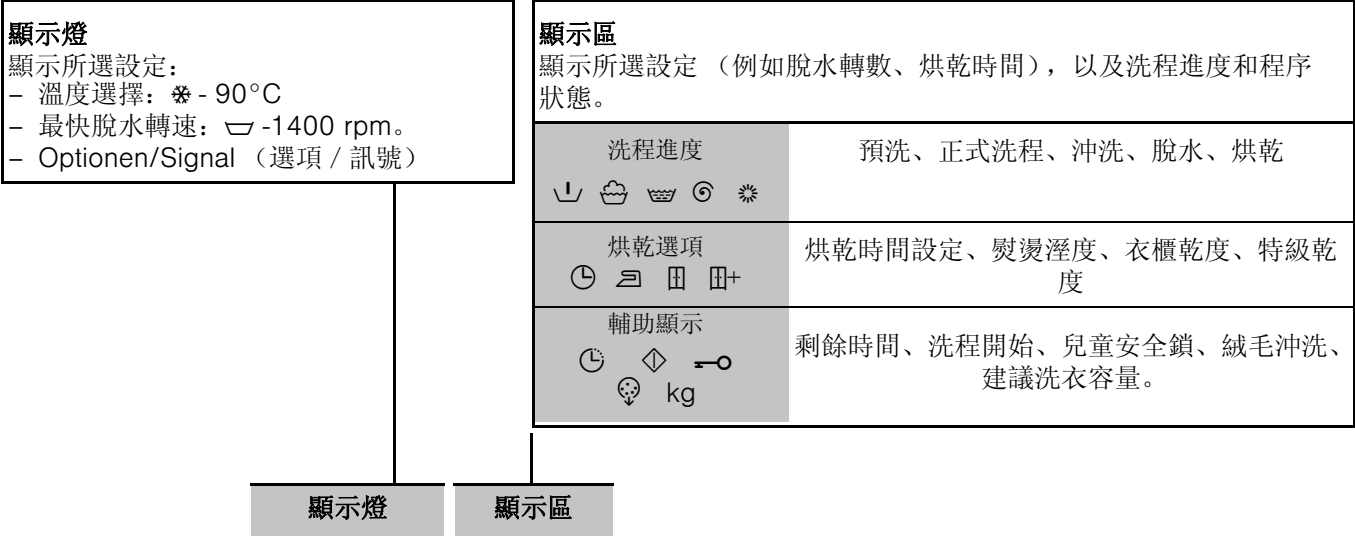 顯示燈
顯示所選設定：
– 溫度選擇： - 90°C
– 最快脫水轉速： -1400 rpm。
– Optionen/Signal （選項 / 訊號）
顯示區
顯示所選設定 （例如脫水轉數、烘乾時間），以及洗程進度和程序
狀態。
洗程進度
預洗、正式洗程、沖洗、脫水、烘乾
烘乾選項
+
烘乾時間設定、熨燙溼度、衣櫃乾度、特級乾
度
輔助顯示
kg
剩餘時間、洗程開始、兒童安全鎖、絨毛沖洗、
建議洗衣容量。
顯示燈
顯示區